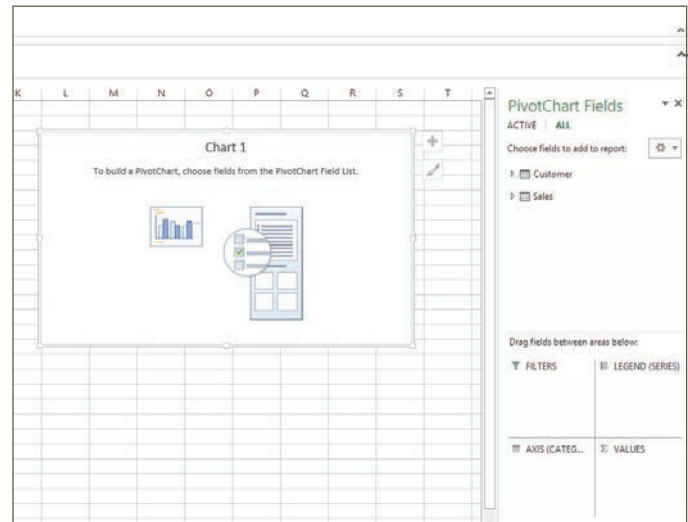 K L M N O P Q R S T
PivotChart Fields
ACTIVE ALL
Choose fields to add to report:
Customer
Sales
Chart 1
To build a PivotChart, choose fields from the PivotChart Field List.
Drag fields between areas below:
FILTERS
LEGEND (SERIES)
AXIS (CATEG...
Σ VALUES